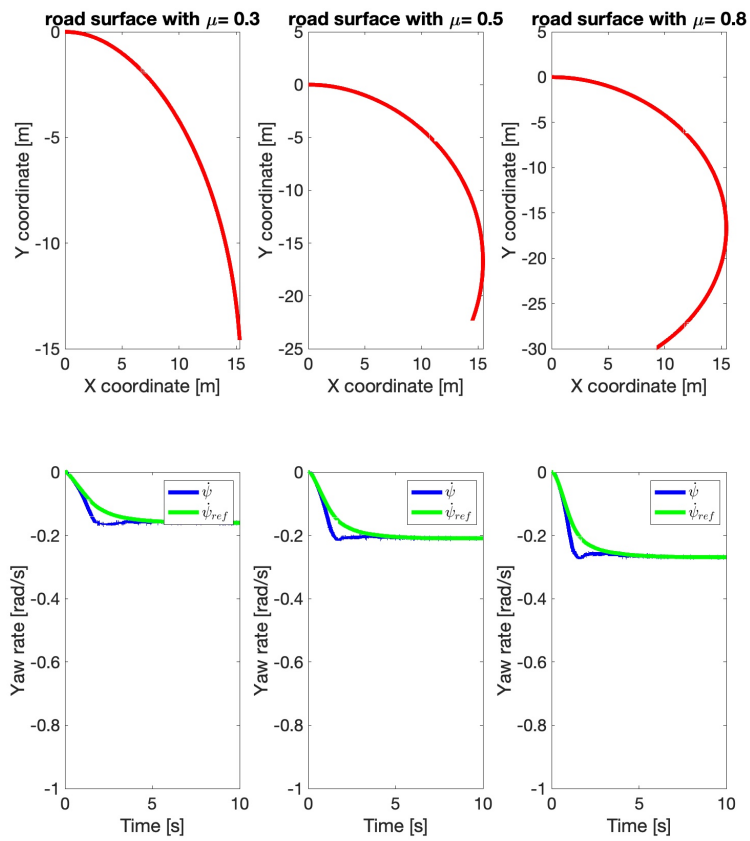 road surface with μ= 0.3
0
-5
-10
-15
Y coordinate [m]
0 5 10 15
X coordinate [m]
road surface with μ= 0.5
5
0
-5
-10
-15
-20
-25
Y coordinate [m]
0 5 10 15
X coordinate [m]
road surface with μ= 0.8
5
0
-5
-10
-15
-20
-25
-30
Y coordinate [m]
0 5 10 15
X coordinate [m]
0
-0.2
-0.4
-0.6
-0.8
-1
Yaw rate [rad/s]
ψ̇
ψ̇ref
0 5 10
Time [s]
0
-0.2
-0.4
-0.6
-0.8
-1
Yaw rate [rad/s]
ψ̇
ψ̇ref
0 5 10
Time [s]
0
-0.2
-0.4
-0.6
-0.8
-1
Yaw rate [rad/s]
ψ̇
ψ̇ref
0 5 10
Time [s]